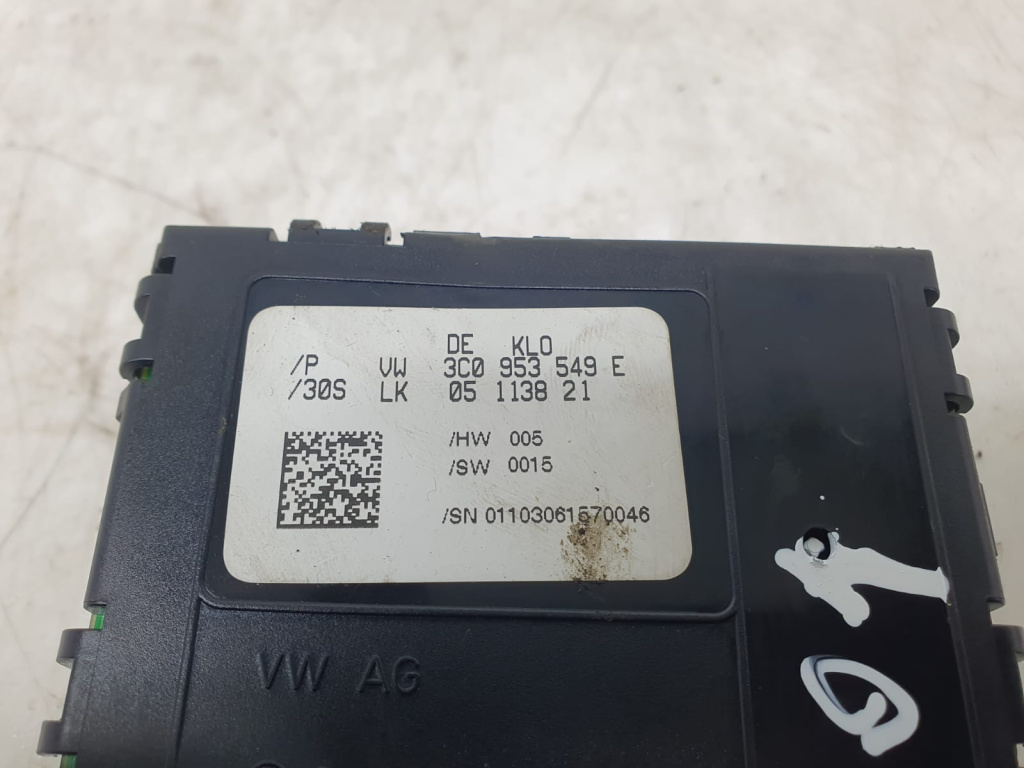 DE KLO
/P VW 3C0 953 549 E
/30S LK 05 1138 21
/HW 005
/SW 0015
/SN 01103061570046
VW AG